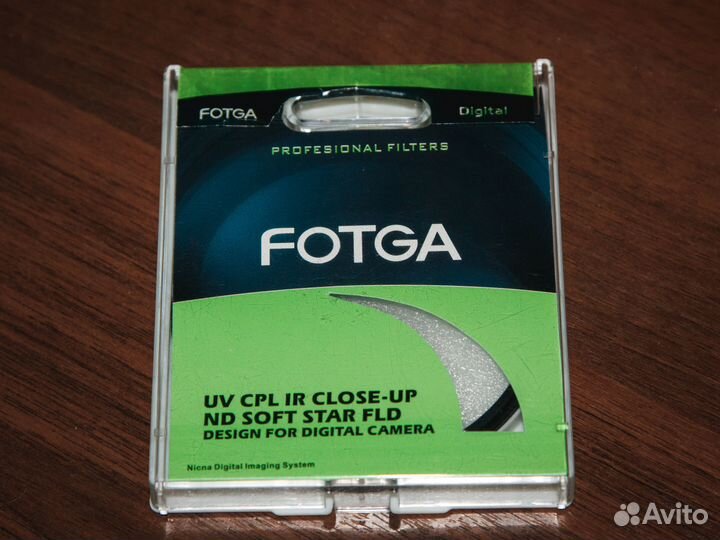 FOTGA Digital
PROFESIONAL FILTERS
FOTGA
UV CPL IR CLOSE-UP
ND SOFT STAR FLD
DESIGN FOR DIGITAL CAMERA
Nicna Digital Imaging System
Avito